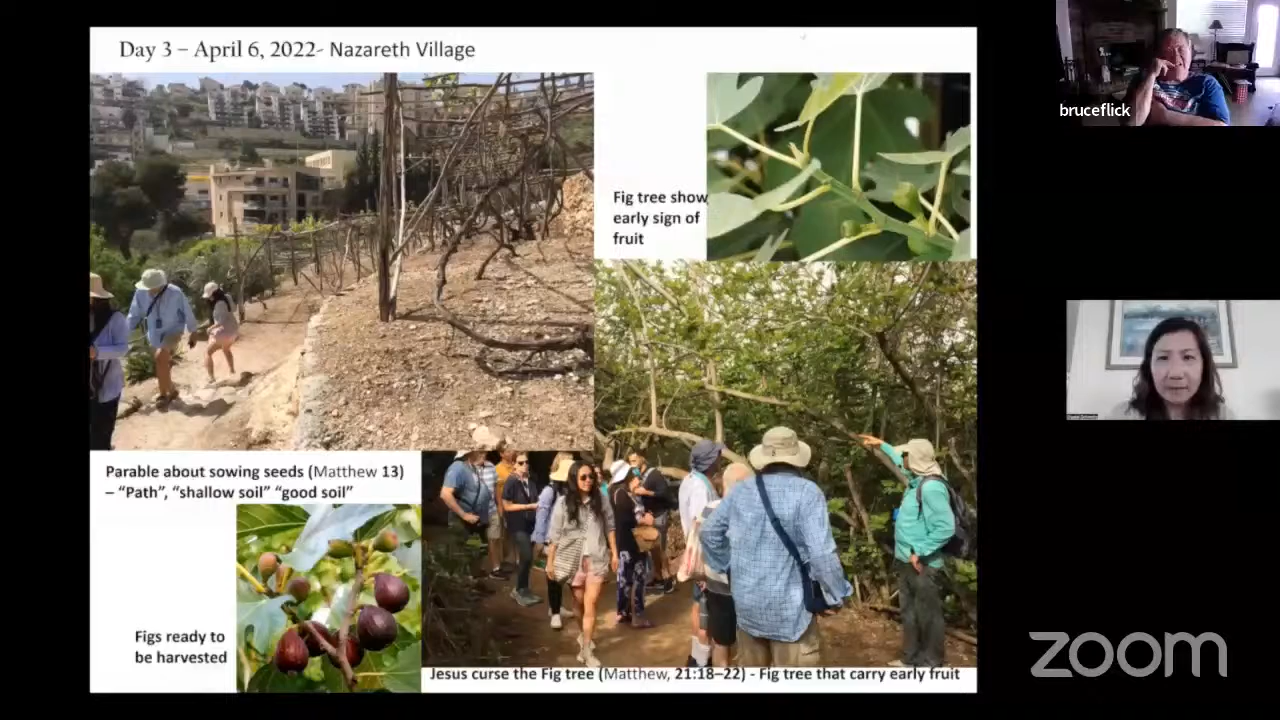 Day 3 – April 6, 2022- Nazareth Village
bruceflick
Fig tree show
early sign of
fruit
Parable about sowing seeds (Matthew 13)
– “Path”, “shallow soil” “good soil”
Figs ready to
be harvested
Jesus curse the Fig tree (Matthew, 21:18–22) - Fig tree that carry early fruit
zoom